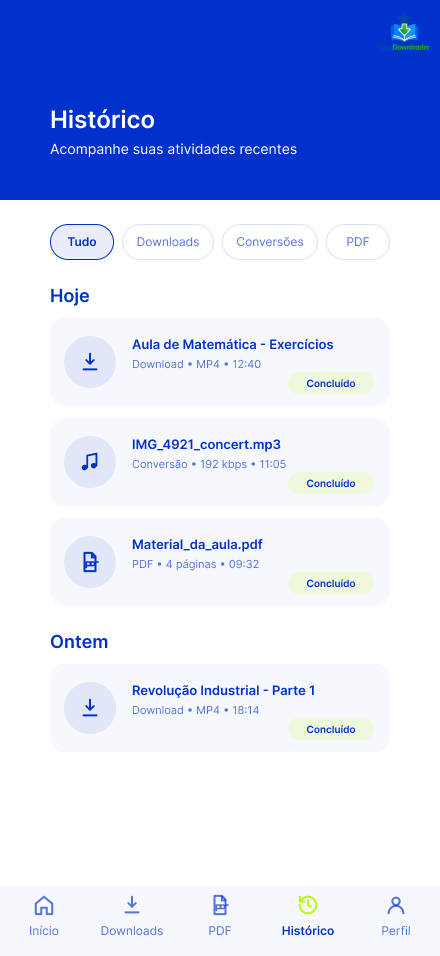 Downloader
Histórico
Acompanhe suas atividades recentes
Tudo
Downloads
Conversões
PDF
Hoje
Aula de Matemática - Exercícios
Download • MP4 • 12:40
Concluído
IMG_4921_concert.mp3
Conversão • 192 kbps • 11:05
Concluído
Material_da_aula.pdf
PDF • 4 páginas • 09:32
Concluído
Ontem
Revolução Industrial - Parte 1
Download • MP4 • 18:14
Concluído
Início
Downloads
PDF
Histórico
Perfil